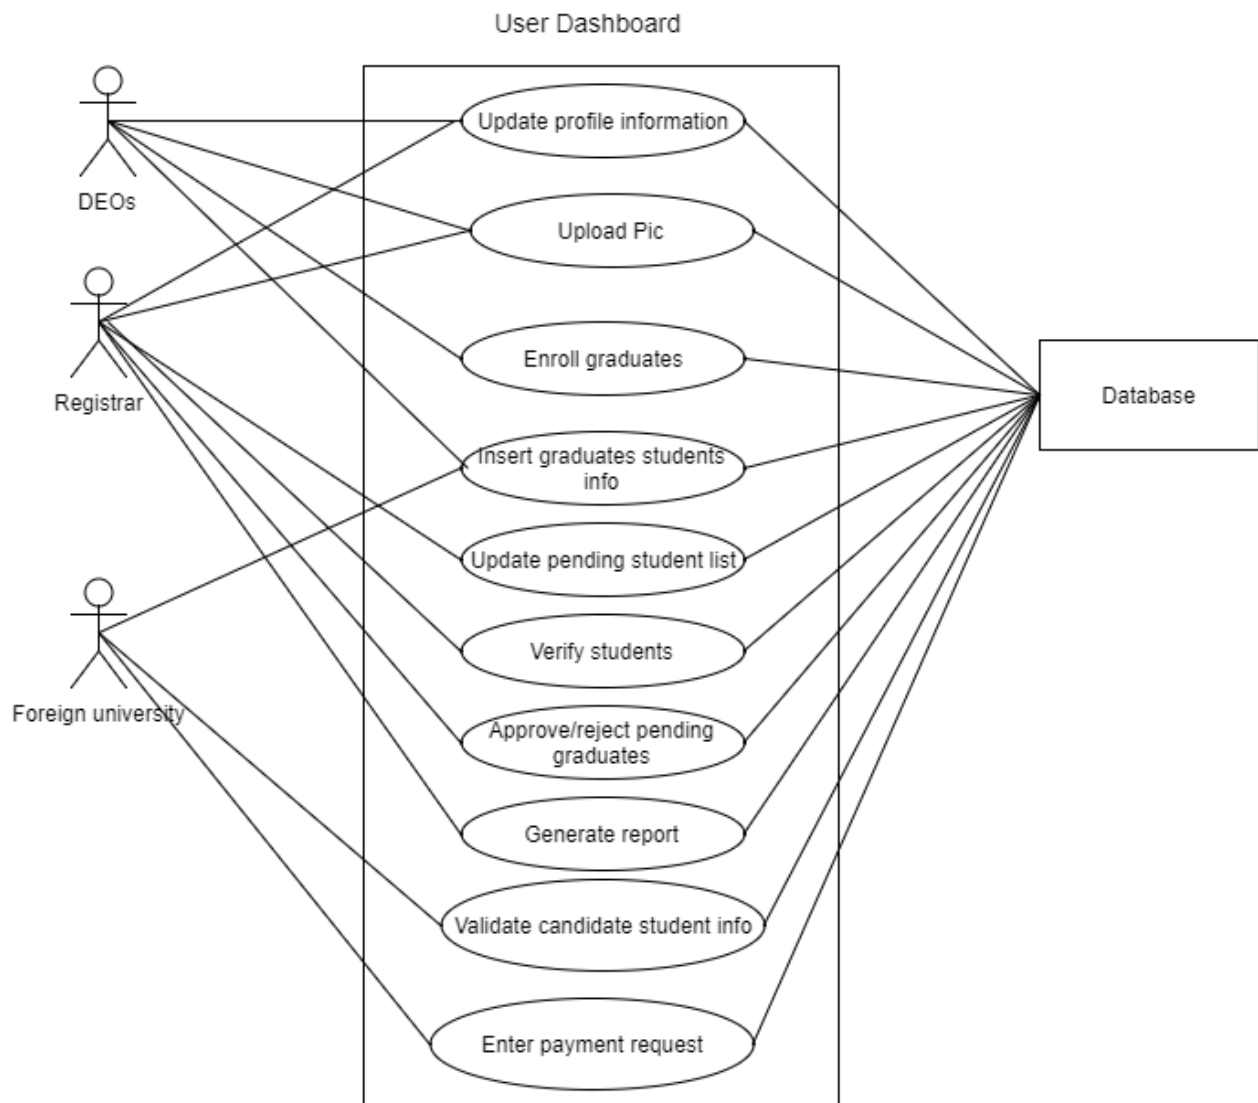 User Dashboard
DEOs
Registrar
Foreign university
Update profile information
Upload Pic
Enroll graduates
Insert graduates students
info
Update pending student list
Verify students
Approve/reject pending
graduates
Generate report
Validate candidate student info
Enter payment request
Database